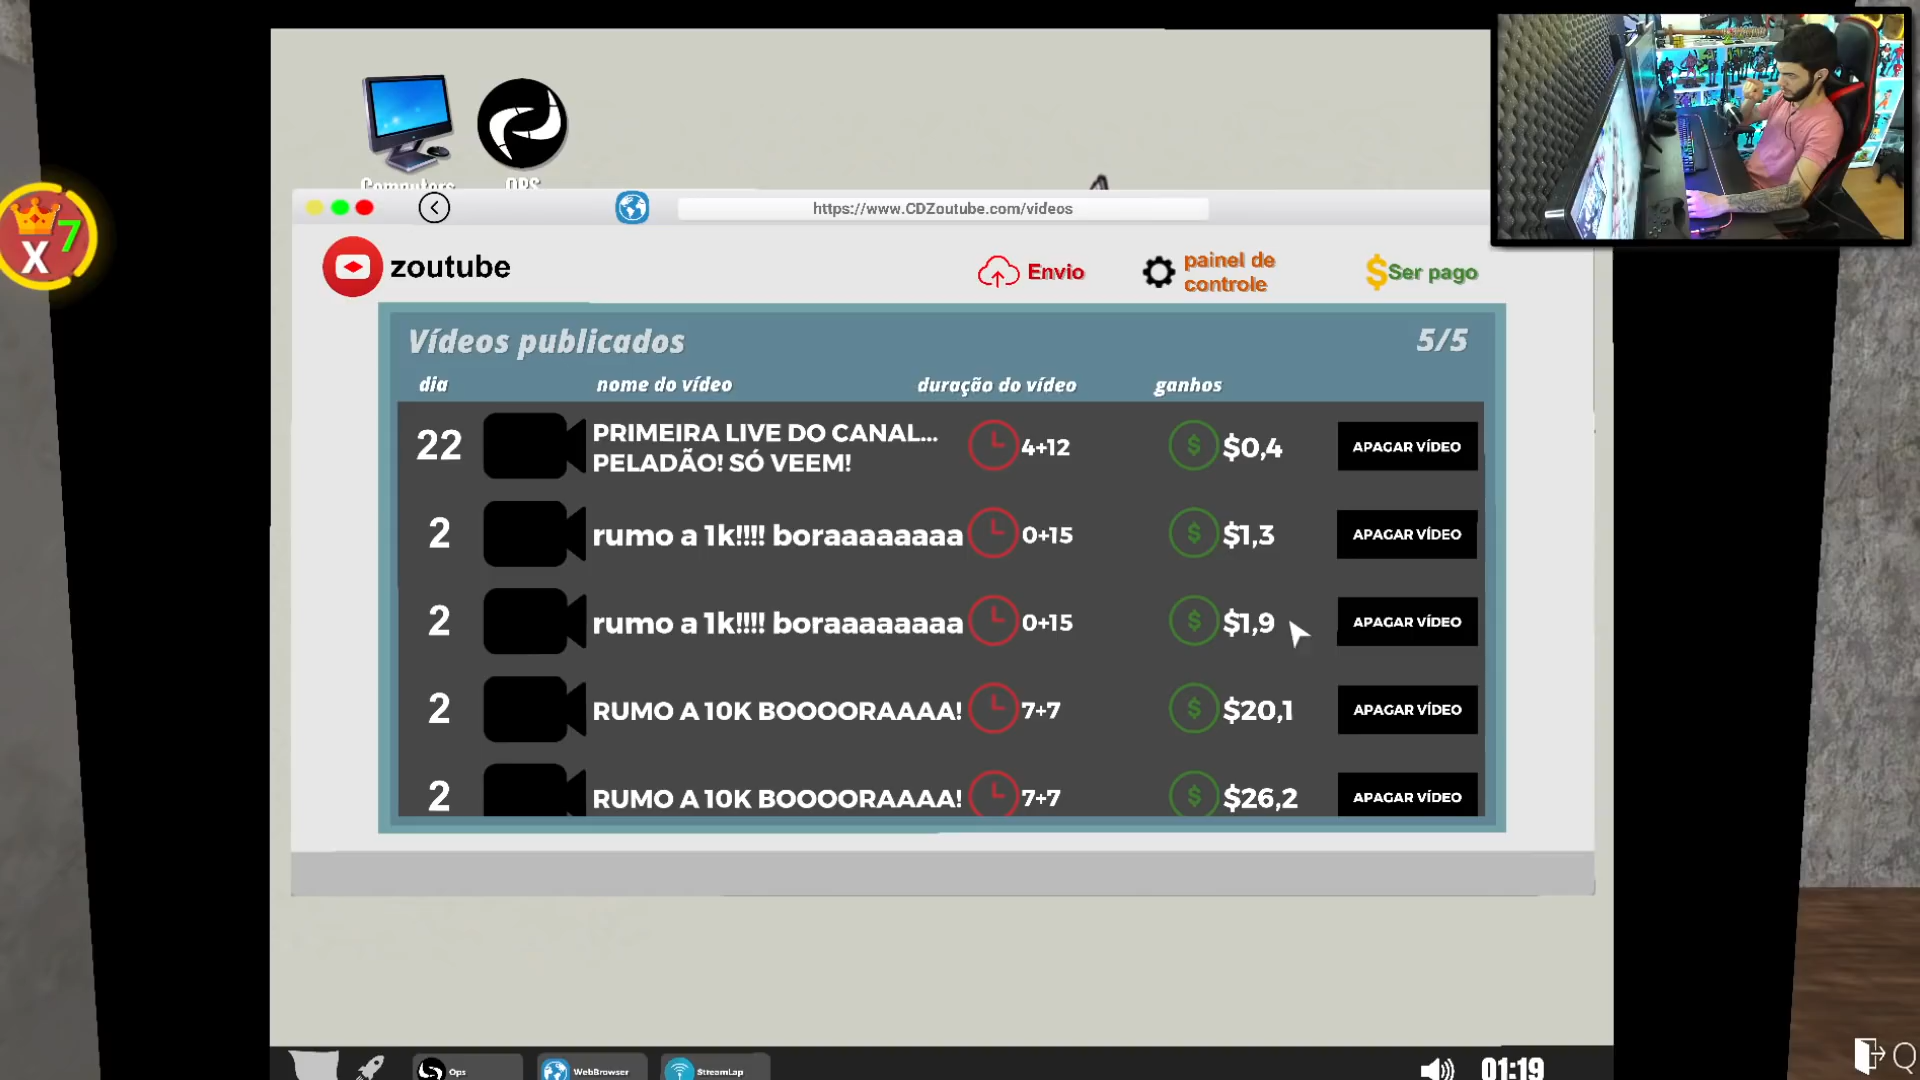 Computers
OPS
X 7
https://www.CDZoutube.com/videos
zoutube
Envio
painel de
controle
$Ser pago
Vídeos publicados
5/5
dia
nome do vídeo
duração do vídeo
ganhos
22
PRIMEIRA LIVE DO CANAL...
PELADÃO! SÓ VEEM!
4+12
$ $0,4
APAGAR VÍDEO
2
rumo a 1k!!!! boraaaaaaaa
0+15
$ $1,3
APAGAR VÍDEO
2
rumo a 1k!!!! boraaaaaaaa
0+15
$ $1,9
APAGAR VÍDEO
2
RUMO A 10K BOOOORAAAA!
7+7
$ $20,1
APAGAR VÍDEO
2
RUMO A 10K BOOOORAAAA!
7+7
$ $26,2
APAGAR VÍDEO
Ops
WebBrowser
StreamLap
01:19
Q